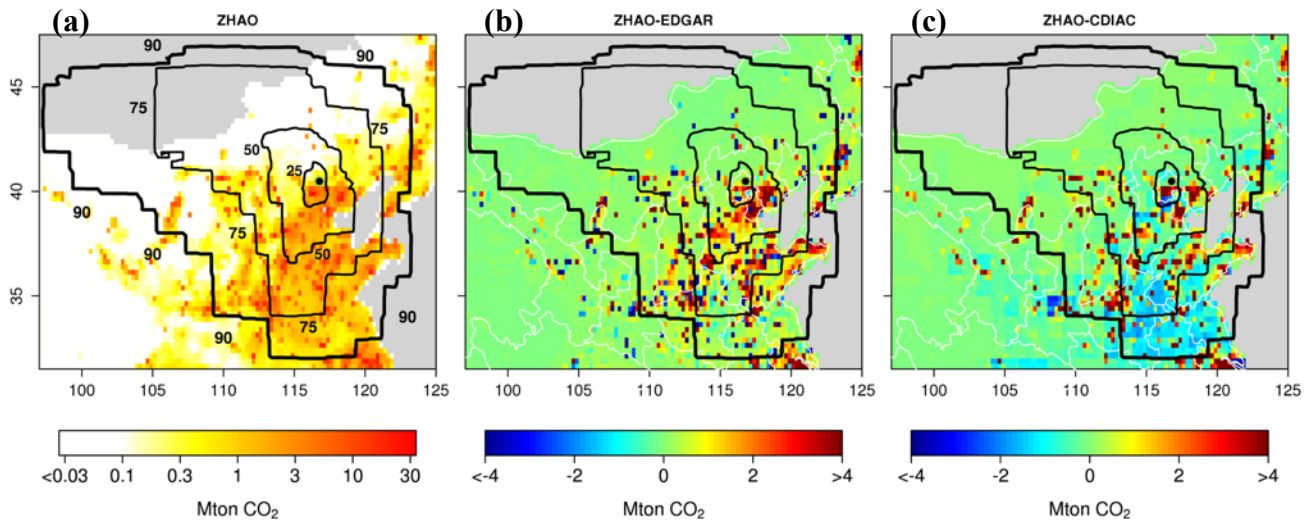 (a) ZHAO
(b) ZHAO-EDGAR
(c) ZHAO-CDIAC
90 90 90
75 75
50
25
90
90 75 50
90 75 90
45
40
35
100 105 110 115 120 125
100 105 110 115 120 125
100 105 110 115 120 125
<0.03 0.1 0.3 1 3 10 30
Mton CO₂
<-4 -2 0 2 >4
Mton CO₂
<-4 -2 0 2 >4
Mton CO₂